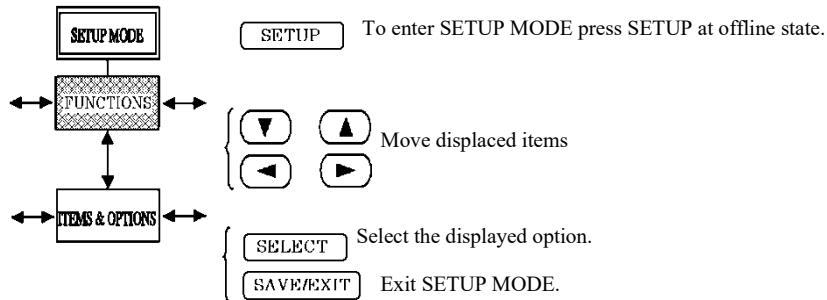 SETUP MODE
SETUP To enter SETUP MODE press SETUP at offline state.
FUNCTIONS
Move displaced items
ITEMS & OPTIONS
SELECT Select the displayed option.
SAVE/EXIT Exit SETUP MODE.